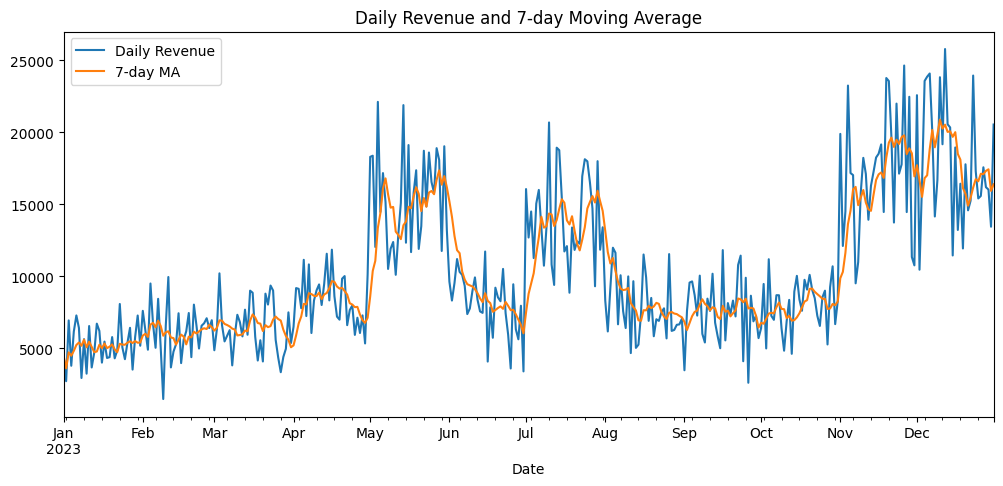 Daily Revenue and 7-day Moving Average
Daily Revenue
7-day MA
25000
20000
15000
10000
5000
Jan Feb Mar Apr May Jun Jul Aug Sep Oct Nov Dec
2023
Date